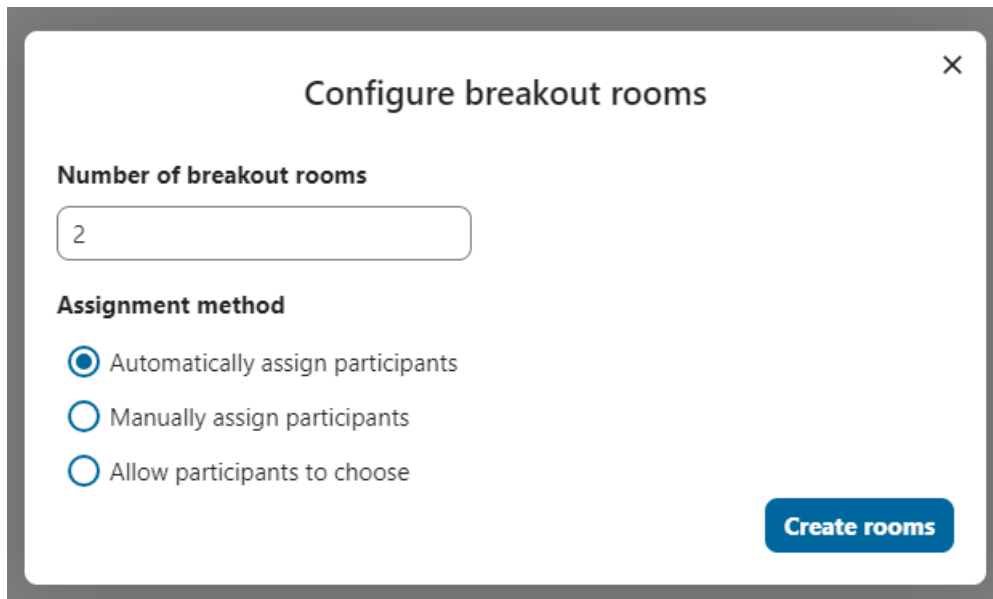 Configure breakout rooms
Number of breakout rooms
2
Assignment method
Automatically assign participants
Manually assign participants
Allow participants to choose
Create rooms